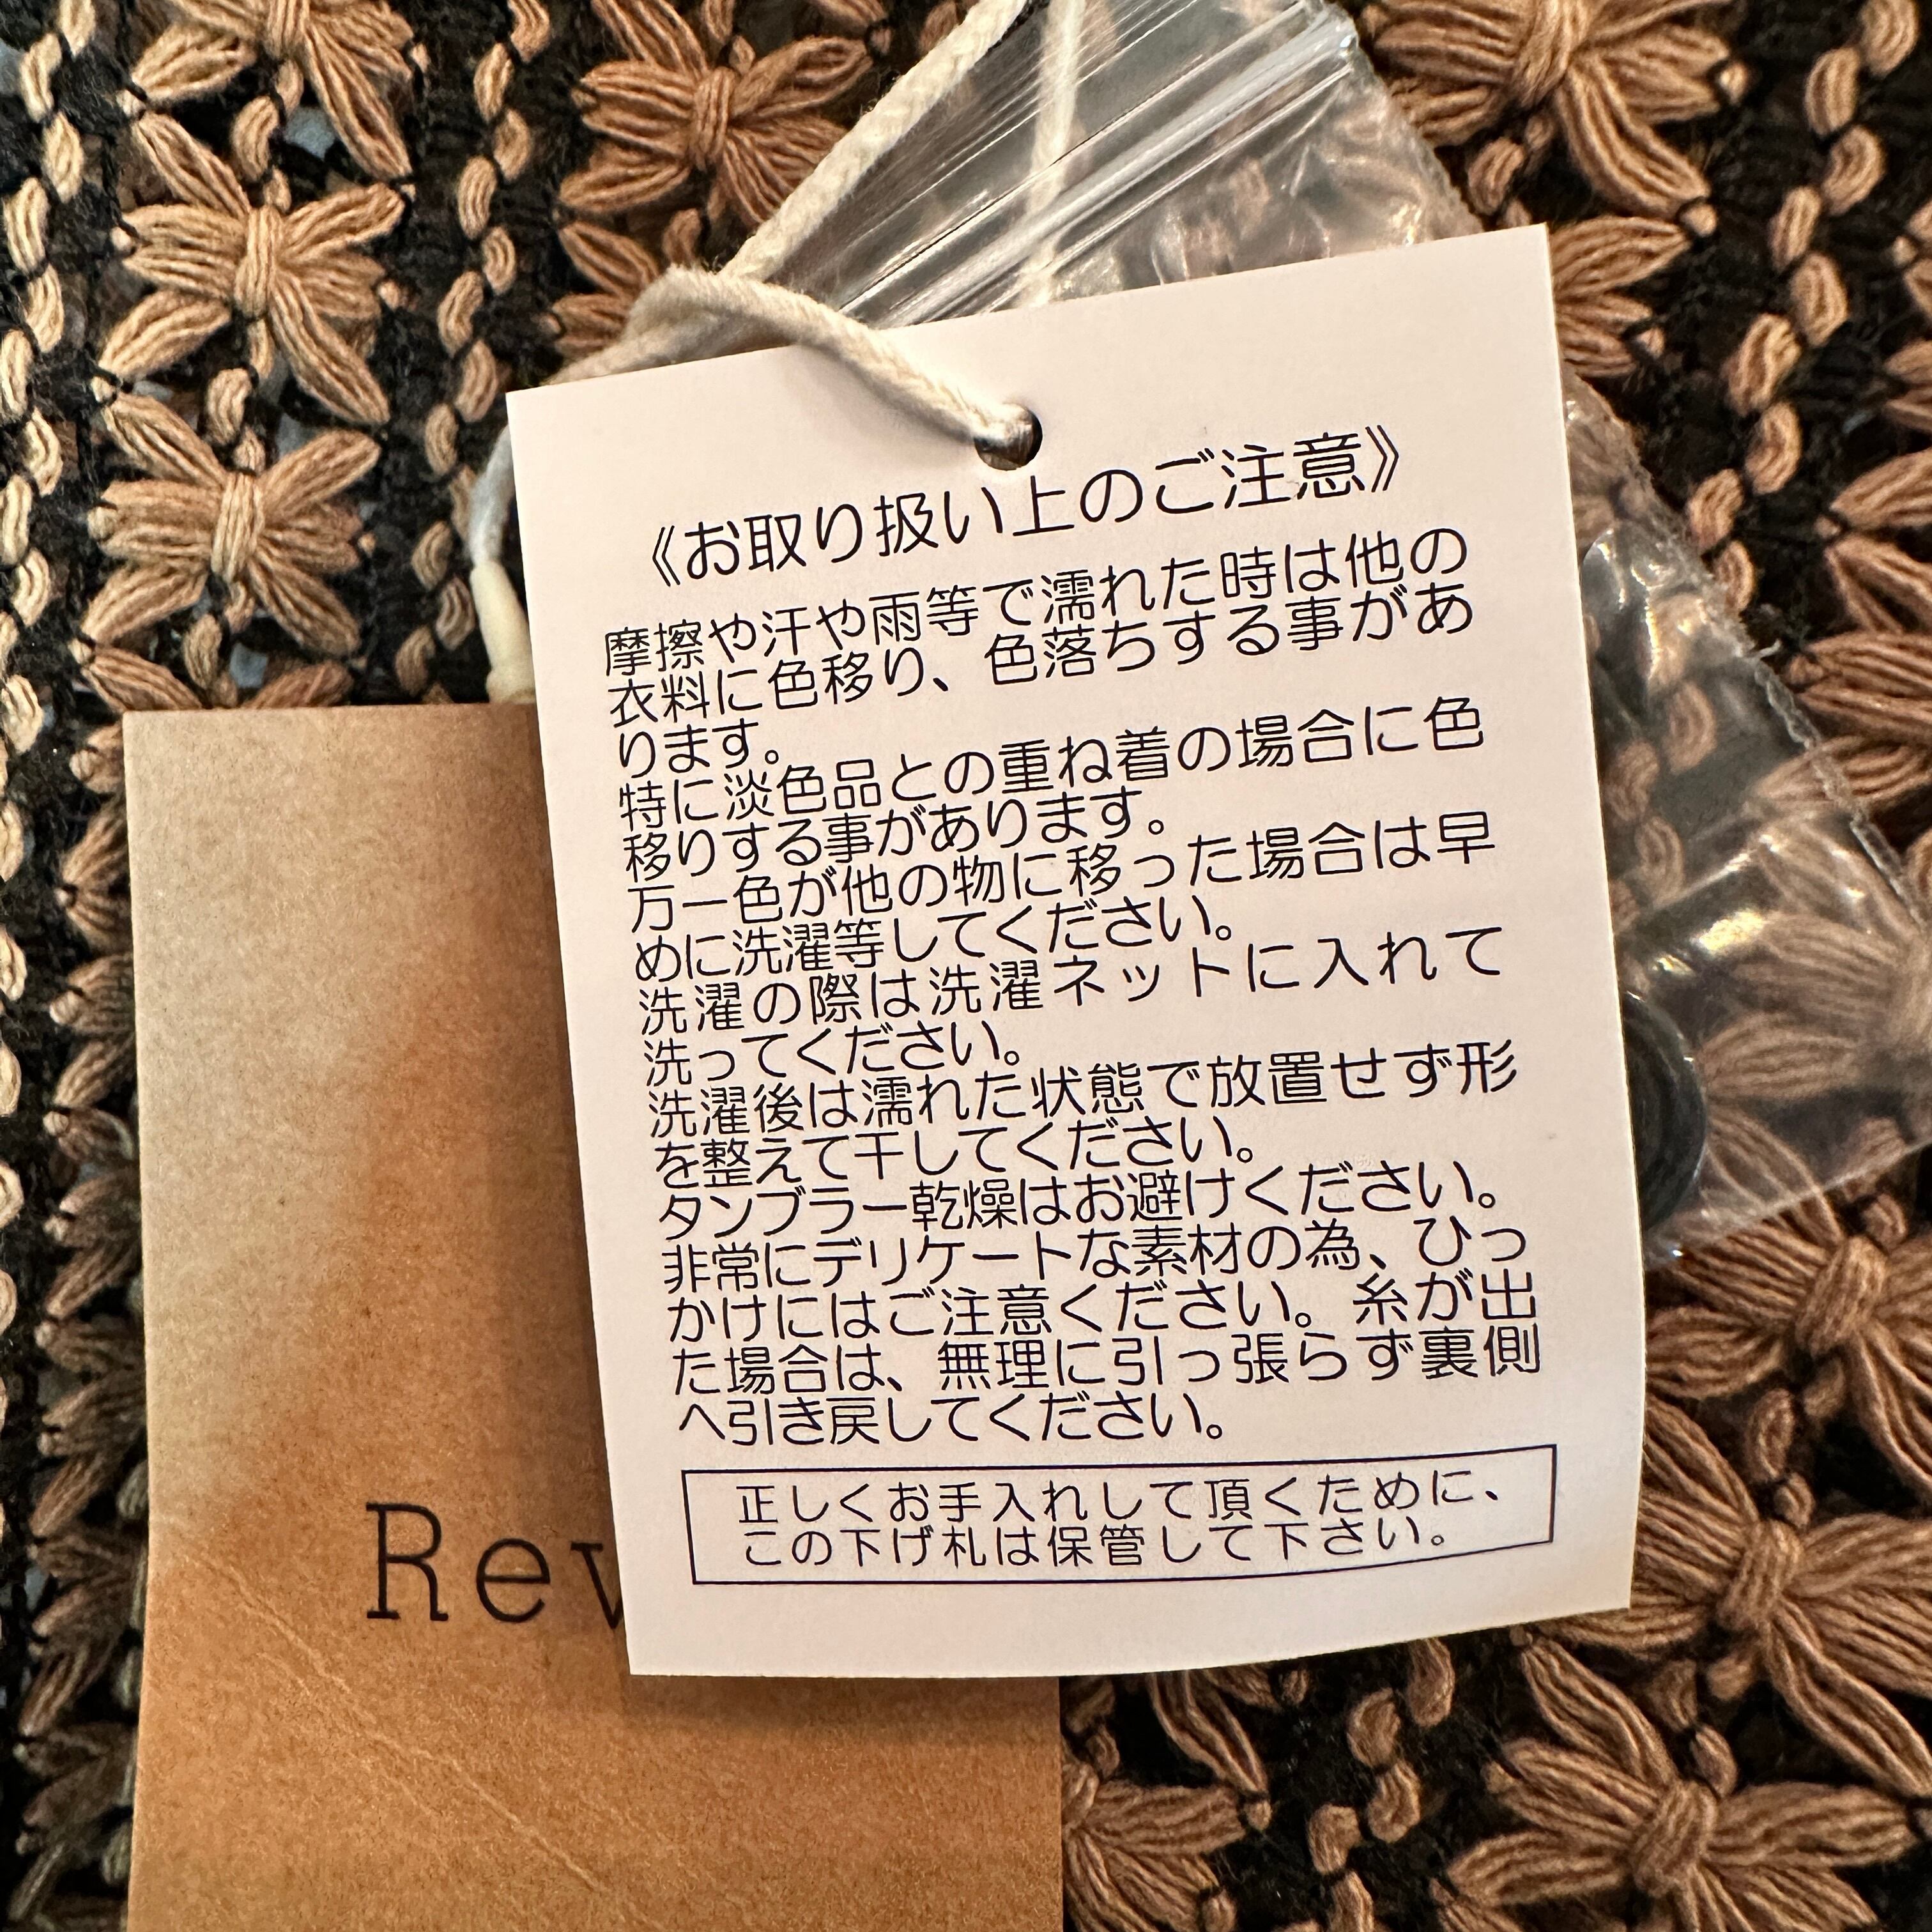 《お取り扱い上のご注意》
摩擦や汗や雨等で濡れた時は他の
衣料に色移り、色落ちする事があ
ります。
特に淡色品との重ね着の場合に色
移りする事があります。
万一色が他の物に移った場合は早
めに洗濯等してください。
洗濯の際は洗濯ネットに入れて
洗ってください。
洗濯後は濡れた状態で放置せず形
を整えて干してください。
タンブラー乾燥はお避けください。
非常にデリケートな素材の為、ひっ
かけにはご注意ください。糸が出
た場合は、無理に引っ張らず裏側
へ引き戻してください。
正しくお手入れして頂くために、
この下げ札は保管して下さい。
Rev